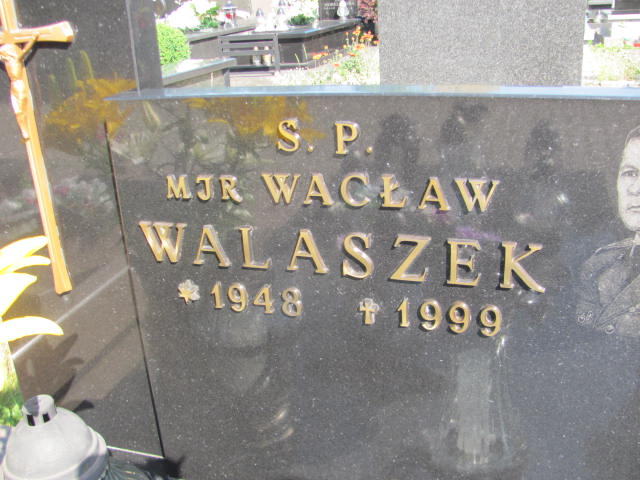 S. P.
MJR WACŁAW
WALASZEK
* 1948 † 1999